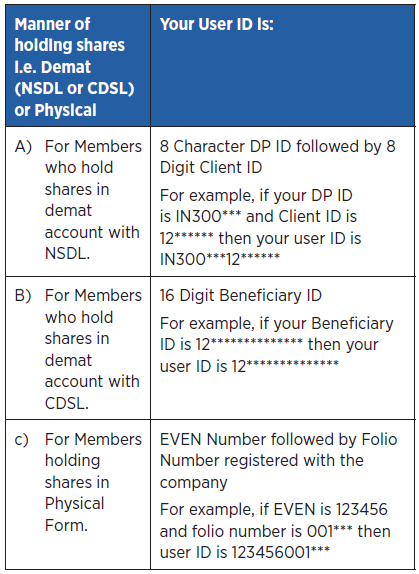 Manner of
holding shares
i.e. Demat
(NSDL or CDSL)
or Physical
Your User ID is:
A) For Members
who hold
shares in
demat
account with
NSDL.
8 Character DP ID followed by 8
Digit Client ID
For example, if your DP ID
is IN300*** and Client ID is
12****** then your user ID is
IN300***12******
B) For Members
who hold
shares in
demat
account with
CDSL.
16 Digit Beneficiary ID
For example, if your Beneficiary
ID is 12************** then your
user ID is 12**************
c) For Members
holding
shares in
Physical
Form.
EVEN Number followed by Folio
Number registered with the
company
For example, if EVEN is 123456
and folio number is 001*** then
user ID is 123456001***